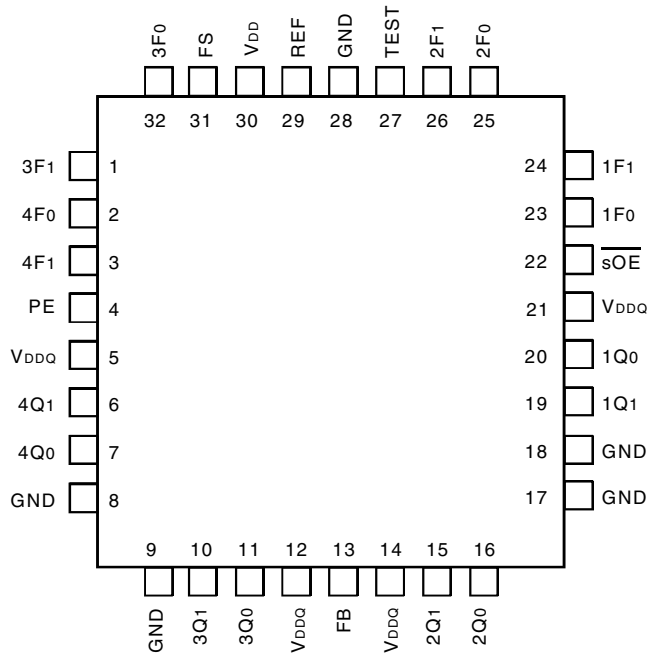 3F0 FS VDD REF GND TEST 2F1 2F0
32 31 30 29 28 27 26 25
3F1 1 24 1F1
4F0 2 23 1F0
4F1 3 22 sOE
PE 4 21 VDDQ
VDDQ 5 20 1Q0
4Q1 6 19 1Q1
4Q0 7 18 GND
GND 8 17 GND
9 10 11 12 13 14 15 16
GND 3Q1 3Q0 VDDQ FB VDDQ 2Q1 2Q0